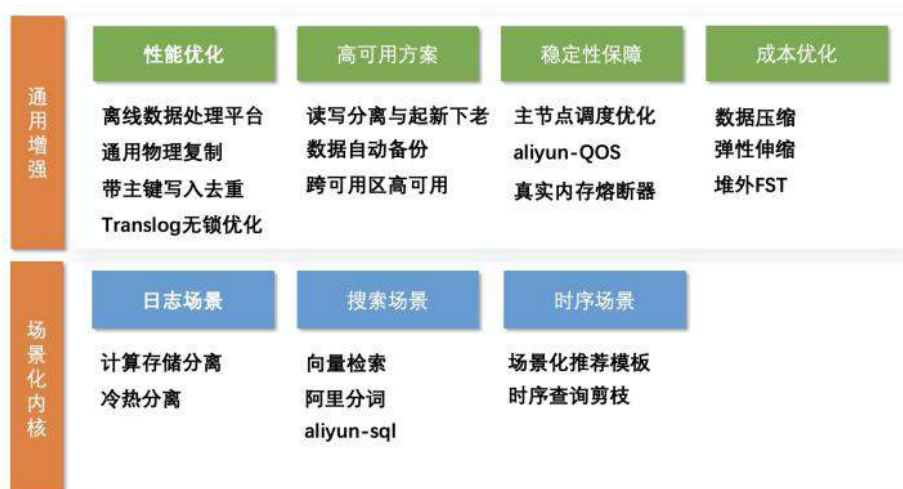 通用增强
性能优化
离线数据处理平台
通用物理复制
带主键写入去重
Translog无锁优化
高可用方案
读写分离与起新下老
数据自动备份
跨可用区高可用
稳定性保障
主节点调度优化
aliyun-QOS
真实内存熔断器
成本优化
数据压缩
弹性伸缩
堆外FST
场景化内核
日志场景
计算存储分离
冷热分离
搜索场景
向量检索
阿里分词
aliyun-sql
时序场景
场景化推荐模板
时序查询剪枝